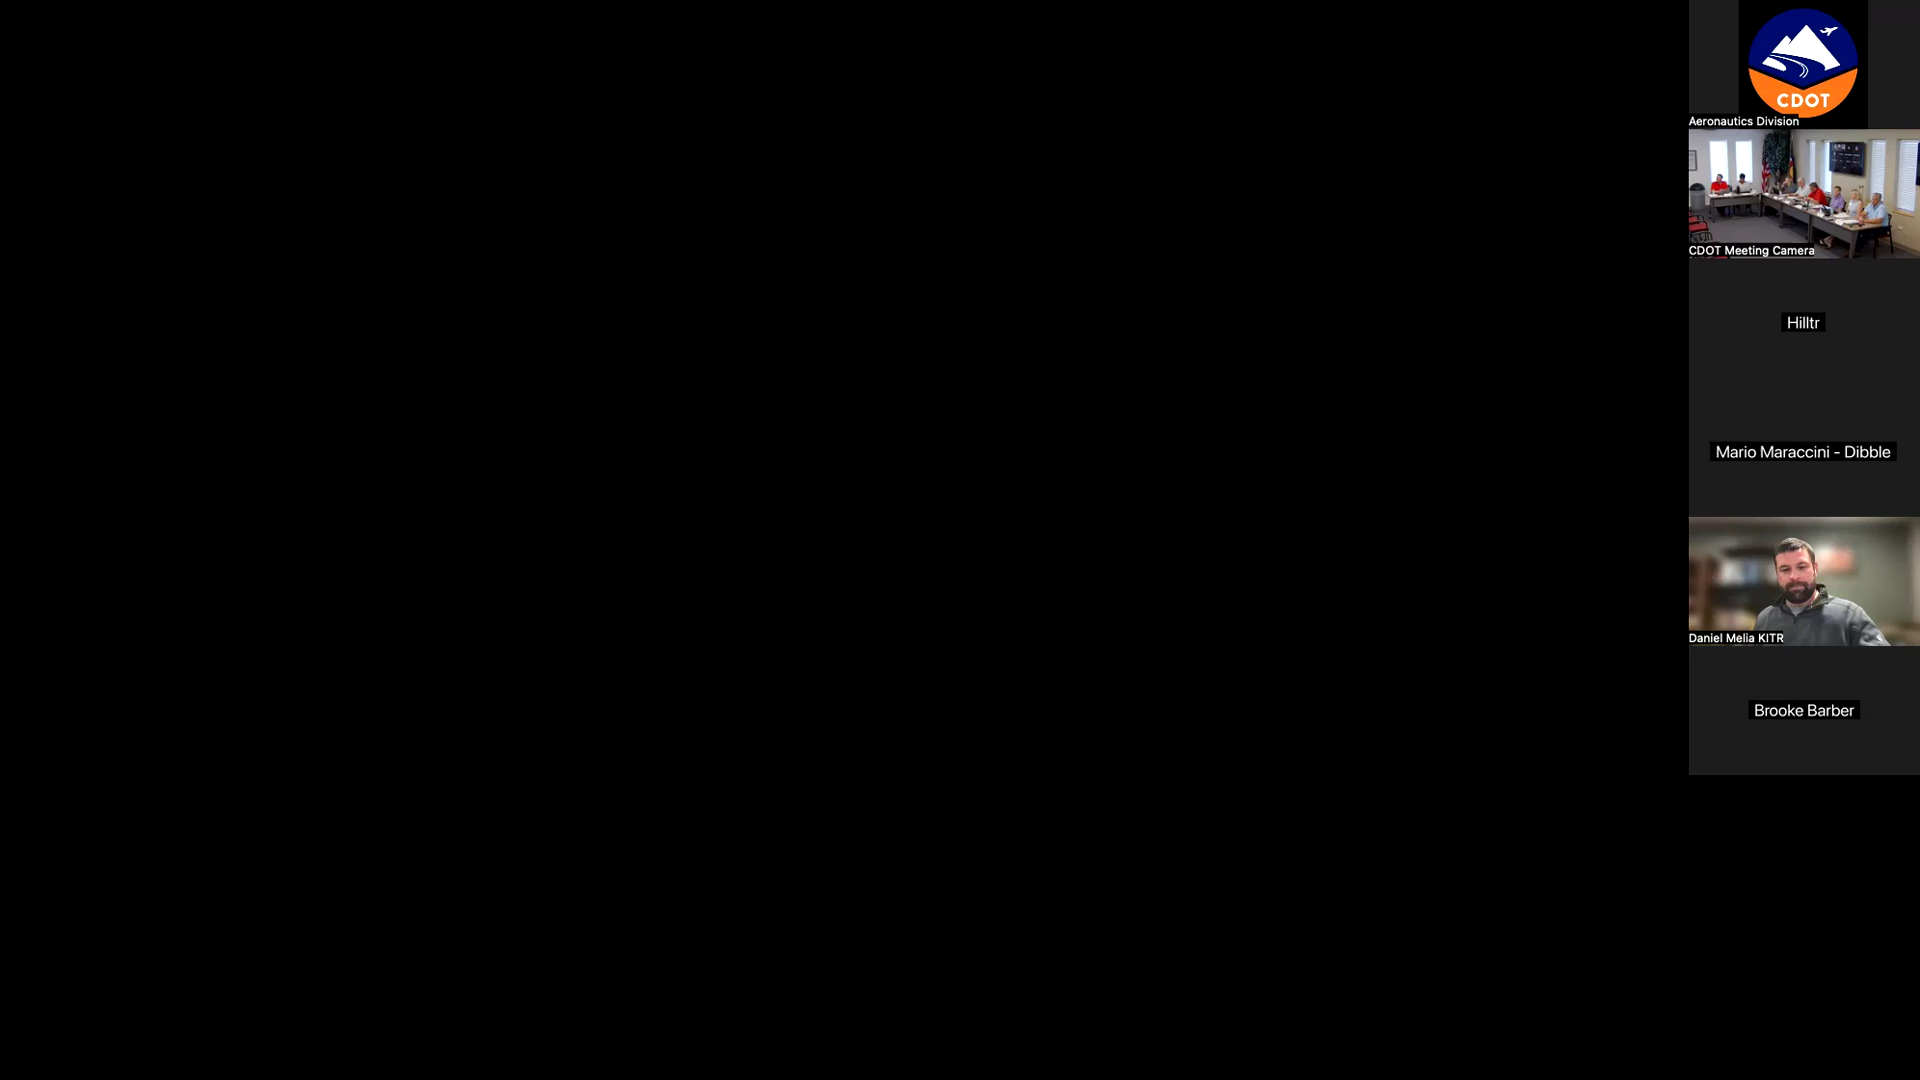 CDOT
Aeronautics Division
CDOT Meeting Camera
Hilltr
Mario Maraccini - Dibble
Daniel Melia KITR
Brooke Barber